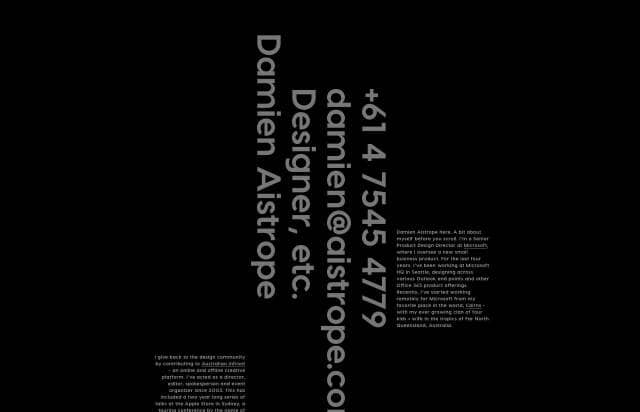 Damien Aistrope
Designer, etc.
damien@aistrope.co
+61 4 7545 4779
Damien Aistrope here. A bit about
myself before you scroll. I'm a Senior
Product Design Director at Microsoft,
where I oversee a new small
business product. For the last four
years I've been working at Microsoft
HQ in Seattle, designing across
various Outlook end points and other
Office 365 product offerings.
Recently, I've started working
remotely for Microsoft from my
favorite place in the world, Cairns -
with my ever growing clan of four
kids + wife in the tropics of Far North
Queensland, Australia.
I give back to the design community
by contributing to Australian INfront
- an online and offline creative
platform. I've acted as a director,
editor, spokesperson and event
organizer since 2002. This has
included a two year long series of
talks at the Apple Store in Sydney, a
touring conference by the name of